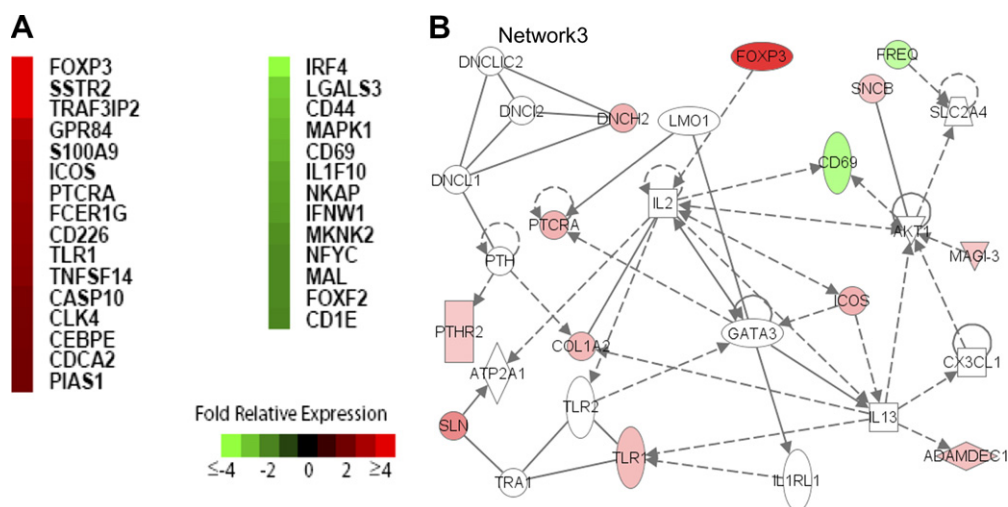 A
FOXP3
SSTR2
TRAF3IP2
GPR84
S100A9
ICOS
PTCRA
FCER1G
CD226
TLR1
TNFSF14
CASP10
CLK4
CEBPE
CDCA2
PIAS1
IRF4
LGALS3
CD44
MAPK1
CD69
IL1F10
NKAP
IFNW1
MKNK2
NFYC
MAL
FOXF2
CD1E
Fold Relative Expression
≤-4 -2 0 2 ≥4
B
Network3
DNCLIC2
FOXP3
FREQ
SNCB
DNCI2
DNCH2
LMO1
SLC2A4
CD69
DNCL1
IL2
PTCRA
AKT1
PTH
MAGI-3
ICOS
PTHR2
COL1A2
GATA3
ATP2A1
CX3CL1
TLR2
IL13
SLN
TLR1
ADAMDEC1
TRA1
IL1RL1